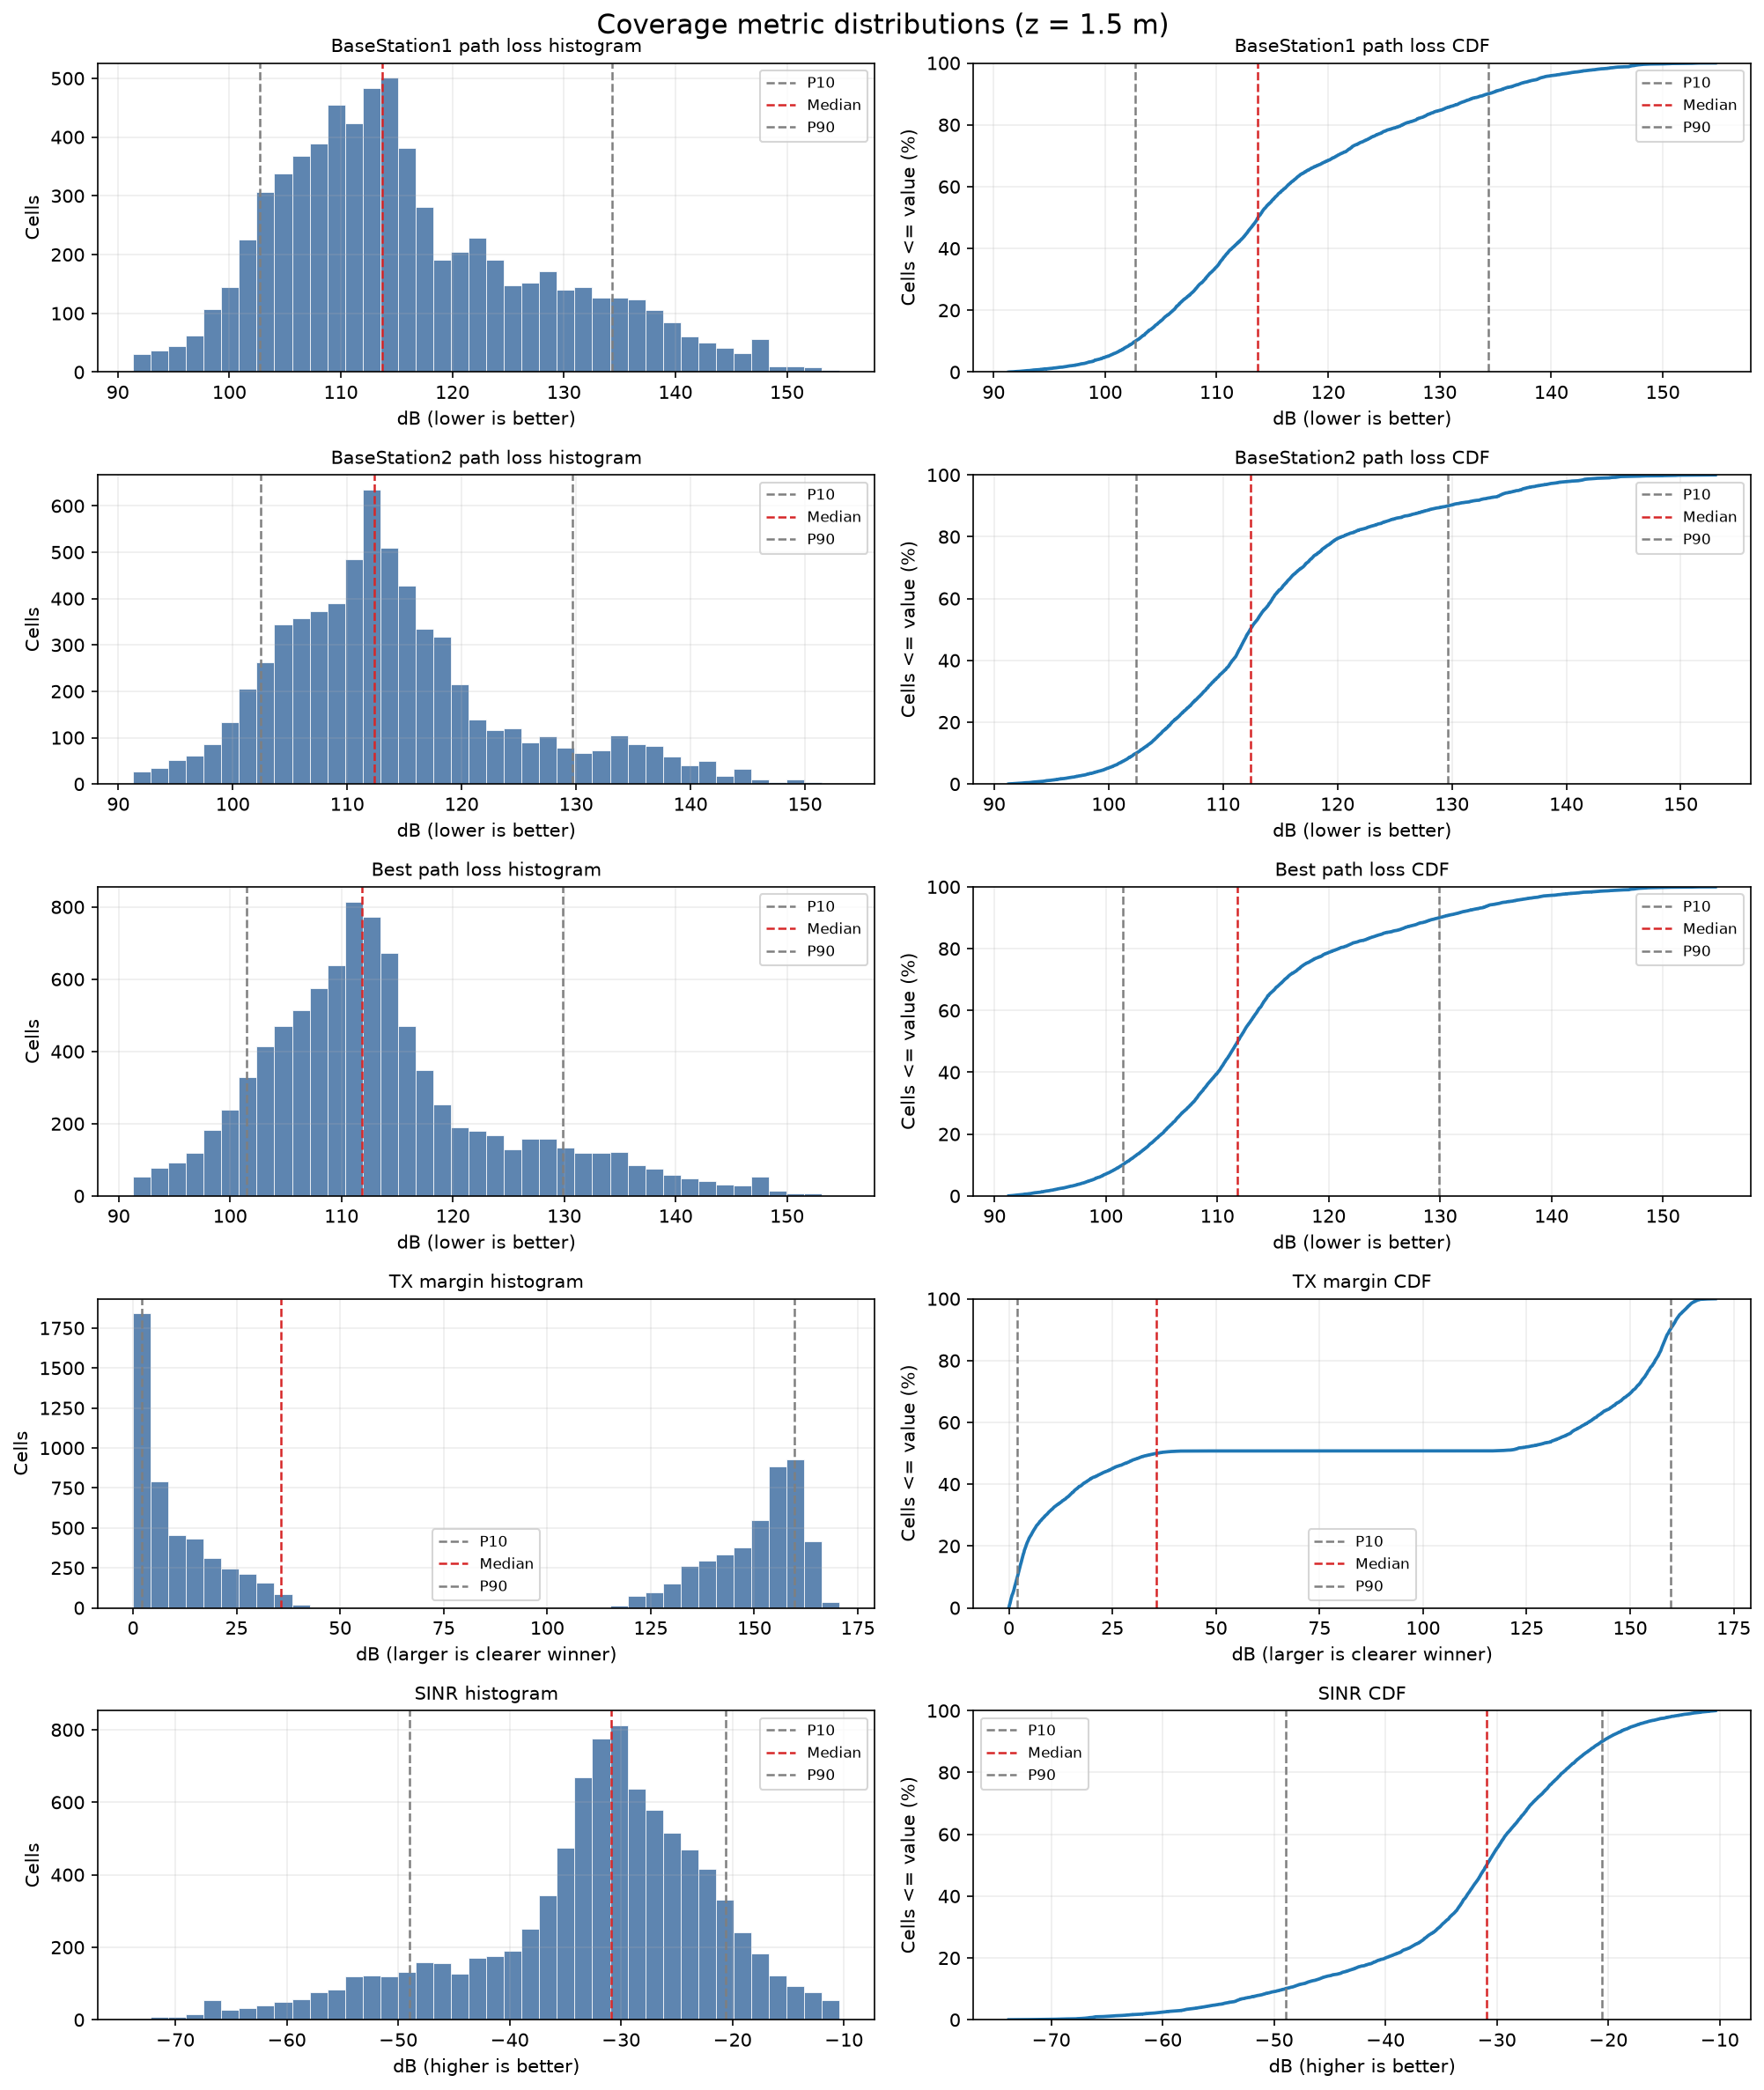 Coverage metric distributions (z = 1.5 m)
BaseStation1 path loss histogram
500
400
300
200
100
0
Cells
90 100 110 120 130 140 150
dB (lower is better)
P10
Median
P90
BaseStation1 path loss CDF
100
80
60
40
20
0
Cells <= value (%)
90 100 110 120 130 140 150
dB (lower is better)
P10
Median
P90
BaseStation2 path loss histogram
600
500
400
300
200
100
0
Cells
90 100 110 120 130 140 150
dB (lower is better)
P10
Median
P90
BaseStation2 path loss CDF
100
80
60
40
20
0
Cells <= value (%)
90 100 110 120 130 140 150
dB (lower is better)
P10
Median
P90
Best path loss histogram
800
600
400
200
0
Cells
90 100 110 120 130 140 150
dB (lower is better)
P10
Median
P90
Best path loss CDF
100
80
60
40
20
0
Cells <= value (%)
90 100 110 120 130 140 150
dB (lower is better)
P10
Median
P90
TX margin histogram
1750
1500
1250
1000
750
500
250
0
Cells
0 25 50 75 100 125 150 175
dB (larger is clearer winner)
P10
Median
P90
TX margin CDF
100
80
60
40
20
0
Cells <= value (%)
0 25 50 75 100 125 150 175
dB (larger is clearer winner)
P10
Median
P90
SINR histogram
800
600
400
200
0
Cells
−70 −60 −50 −40 −30 −20 −10
dB (higher is better)
P10
Median
P90
SINR CDF
100
80
60
40
20
0
Cells <= value (%)
−70 −60 −50 −40 −30 −20 −10
dB (higher is better)
P10
Median
P90